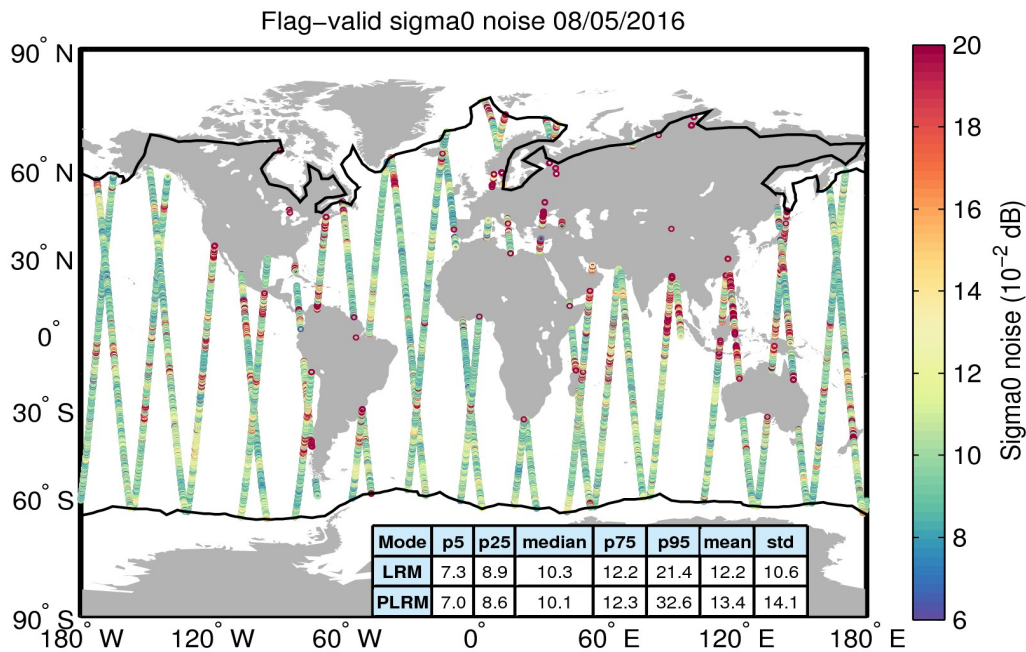 Flag-valid sigma0 noise 08/05/2016
90° N
60° N
30° N
0°
30° S
60° S
90° S
180° W
120° W
60° W
0°
60° E
120° E
180° E
Mode p5 p25 median p75 p95 mean std
LRM 7.3 8.9 10.3 12.2 21.4 12.2 10.6
PLRM 7.0 8.6 10.1 12.3 32.6 13.4 14.1
20
18
16
14
12
10
8
6
Sigma0 noise (10⁻² dB)